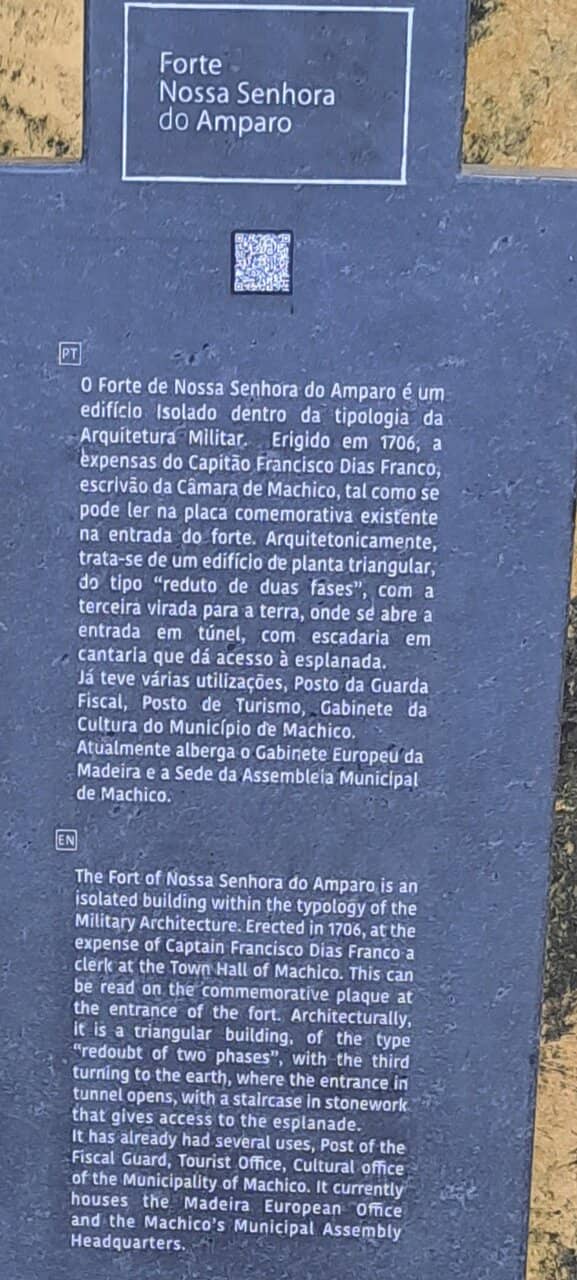 Forte
Nossa Senhora
do Amparo
PT
O Forte de Nossa Senhora do Amparo é um
edifício Isolado dentro da tipologia da
Arquitetura Militar. Erigido em 1706, a
expensas do Capitão Francisco Dias Franco,
escrivão da Câmara de Machico, tal como se
pode ler na placa comemorativa existente
na entrada do forte. Arquitetonicamente,
trata-se de um edifício de planta triangular,
do tipo “reduto de duas fases”, com a
terceira virada para a terra, onde se abre a
entrada em túnel, com escadaria em
cantaria que dá acesso à esplanada.
Já teve várias utilizações, Posto da Guarda
Fiscal, Posto de Turismo, Gabinete da
Cultura do Município de Machico.
Atualmente alberga o Gabinete Europeu da
Madeira e a Sede da Assembleia Municipal
de Machico.
EN
The Fort of Nossa Senhora do Amparo is an
isolated building within the typology of the
Military Architecture. Erected in 1706, at the
expense of Captain Francisco Dias Franco a
clerk at the Town Hall of Machico. This can
be read on the commemorative plaque at
the entrance of the fort. Architecturally,
it is a triangular building, of the type
“redoubt of two phases”, with the third
turning to the earth, where the entrance in
tunnel opens, with a staircase in stonework
that gives access to the esplanade.
It has already had several uses, Post of the
Fiscal Guard, Tourist Office, Cultural office
of the Municipality of Machico. It currently
houses the Madeira European Office
and the Machico's Municipal Assembly
Headquarters.